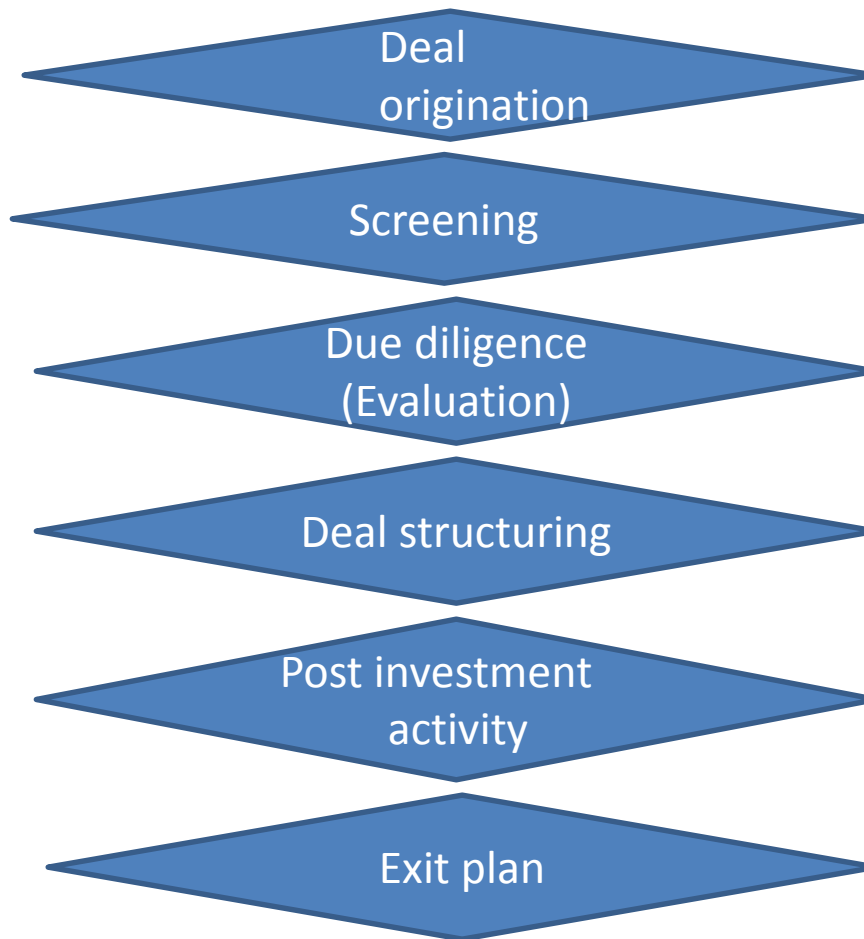 Deal
origination
Screening
Due diligence
(Evaluation)
Deal structuring
Post investment
activity
Exit plan